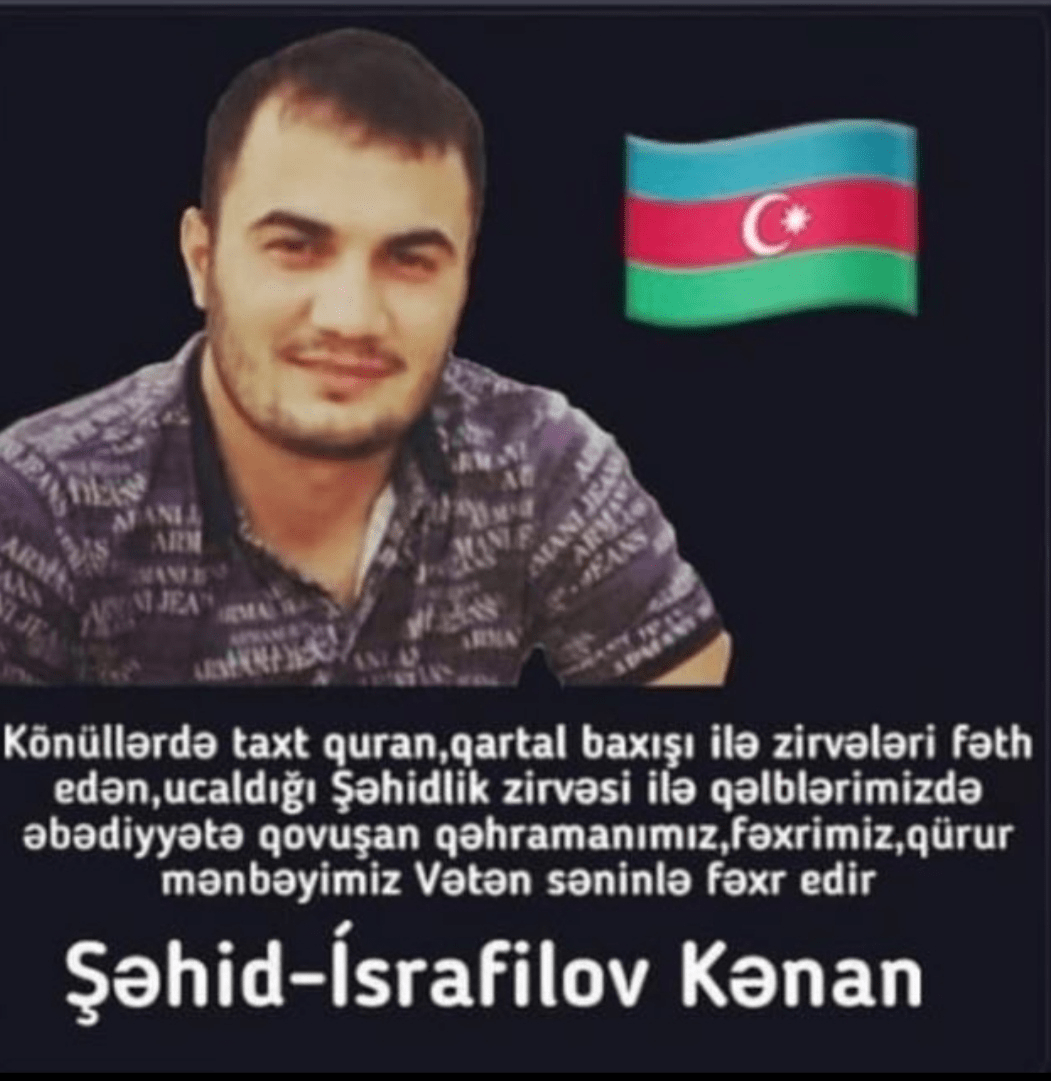 Könüllərdə taxt quran,qartal baxışı ilə zirvələri fəth
edən,ucaldığı Şəhidlik zirvəsi ilə qəlblərimizdə
əbədiyyətə qovuşan qəhramanımız,fəxrimiz,qürur
mənbəyimiz Vətən səninlə fəxr edir
Şəhid-Ísrafilov Kənan